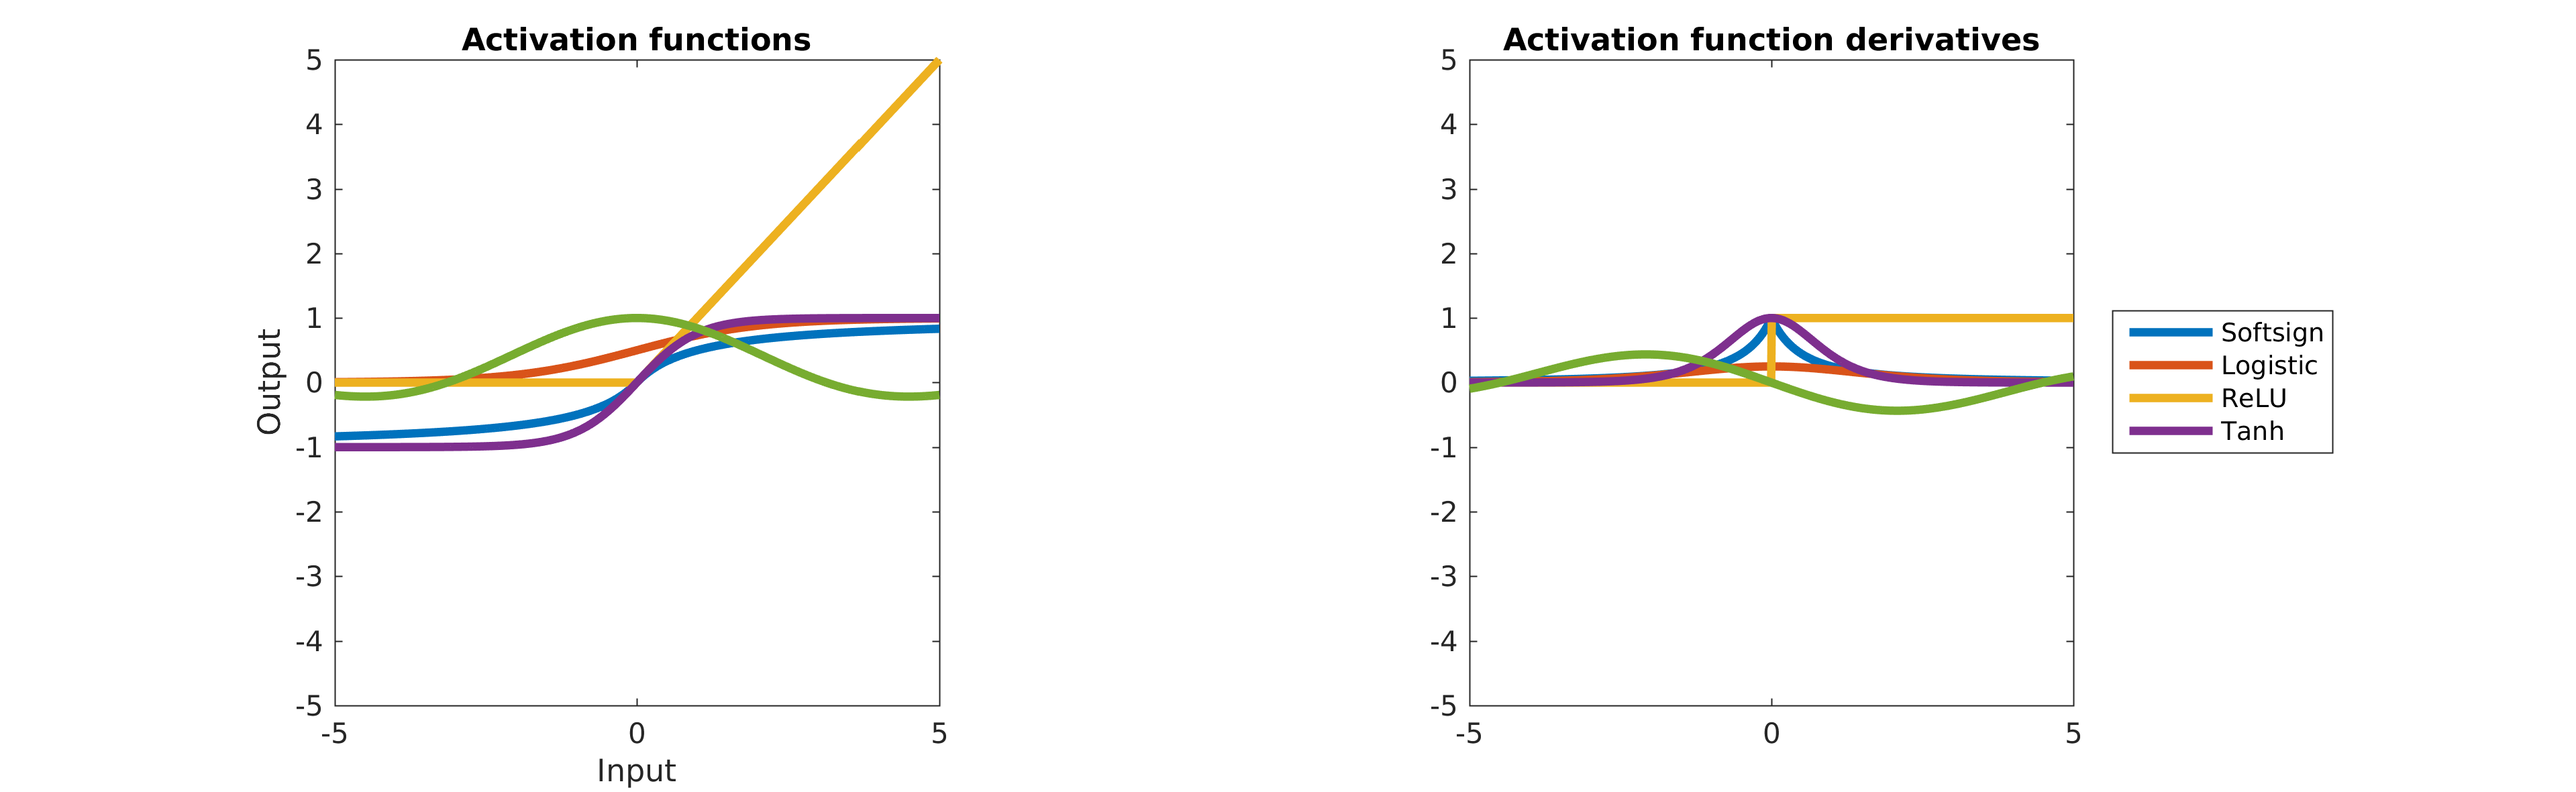 Activation functions
5
4
3
2
1
0
-1
-2
-3
-4
-5
-5 0 5
Output
Input
Activation function derivatives
5
4
3
2
1
0
-1
-2
-3
-4
-5
-5 0 5
Softsign
Logistic
ReLU
Tanh